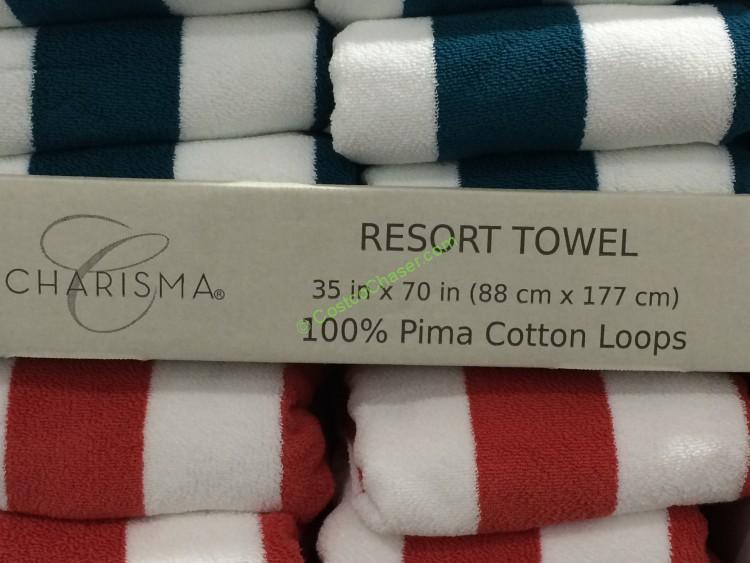 CHARISMA®
RESORT TOWEL
35 in x 70 in (88 cm x 177 cm)
100% Pima Cotton Loops
© CostcoChaser.com